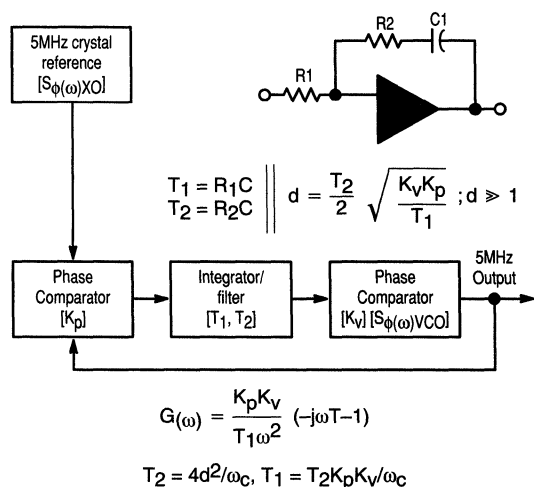 5MHz crystal
reference
[Sϕ(ω)XO]
R2
C1
R1
T₁ = R₁C
T₂ = R₂C
d = T₂/2 √(KᵥKₚ/T₁) ; d ⩾ 1
Phase
Comparator
[Kₚ]
Integrator/
filter
[T₁, T₂]
Phase
Comparator
[Kᵥ] [Sϕ(ω)VCO]
5MHz
Output
G(ω) = KₚKᵥ/T₁ω² (–jωT–1)
T₂ = 4d²/ωc, T₁ = T₂KₚKᵥ/ωc